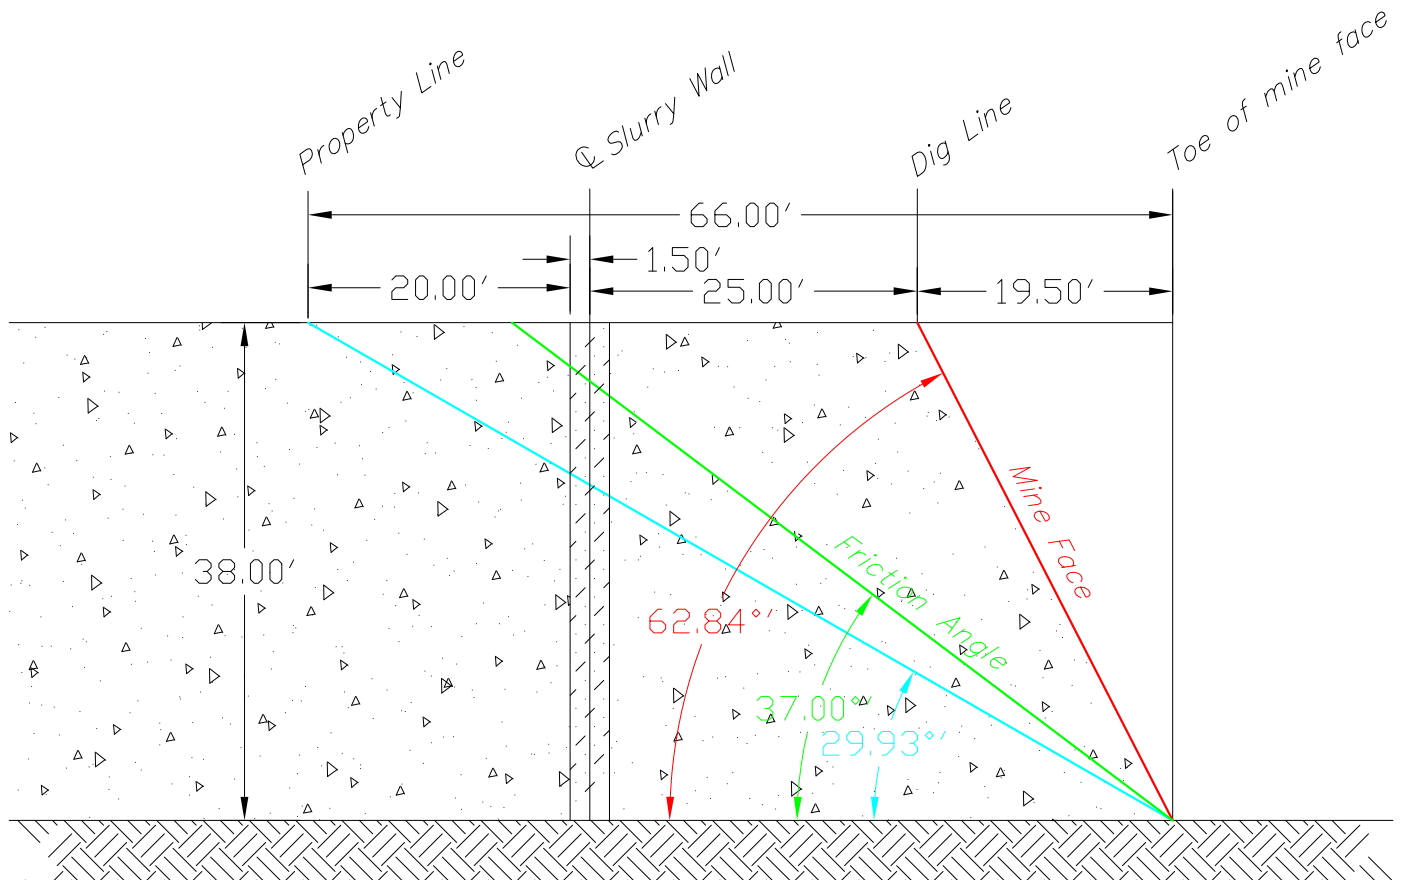 Property Line
℄ Slurry Wall
Dig Line
Toe of mine face
66.00′
1.50′
20.00′
25.00′
19.50′
38.00′
Mine Face
Friction Angle
62.84°′
37.00°′
29.93°′